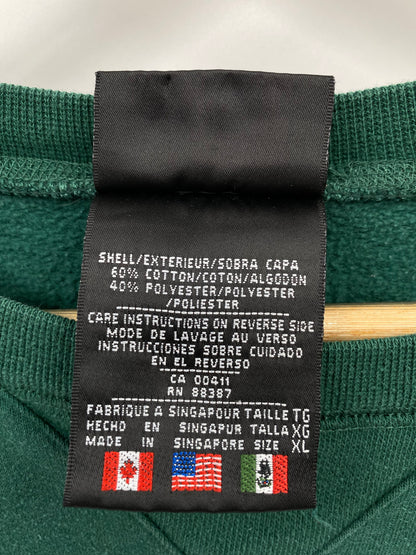 SHELL/EXTERIEUR/SOBRA CAPA
60% COTTON/COTON/ALGODON
40% POLYESTER/POLYESTER
/POLIESTER
CARE INSTRUCTIONS ON REVERSE SIDE
MODE DE LAVAGE AU VERSO
INSTRUCCIONES SOBRE CUIDADO
EN EL REVERSO
CA 00411
RN 88387
FABRIQUE A SINGAPOUR TAILLE TG
HECHO EN SINGAPUR TALLA XG
MADE IN SINGAPORE SIZE XL